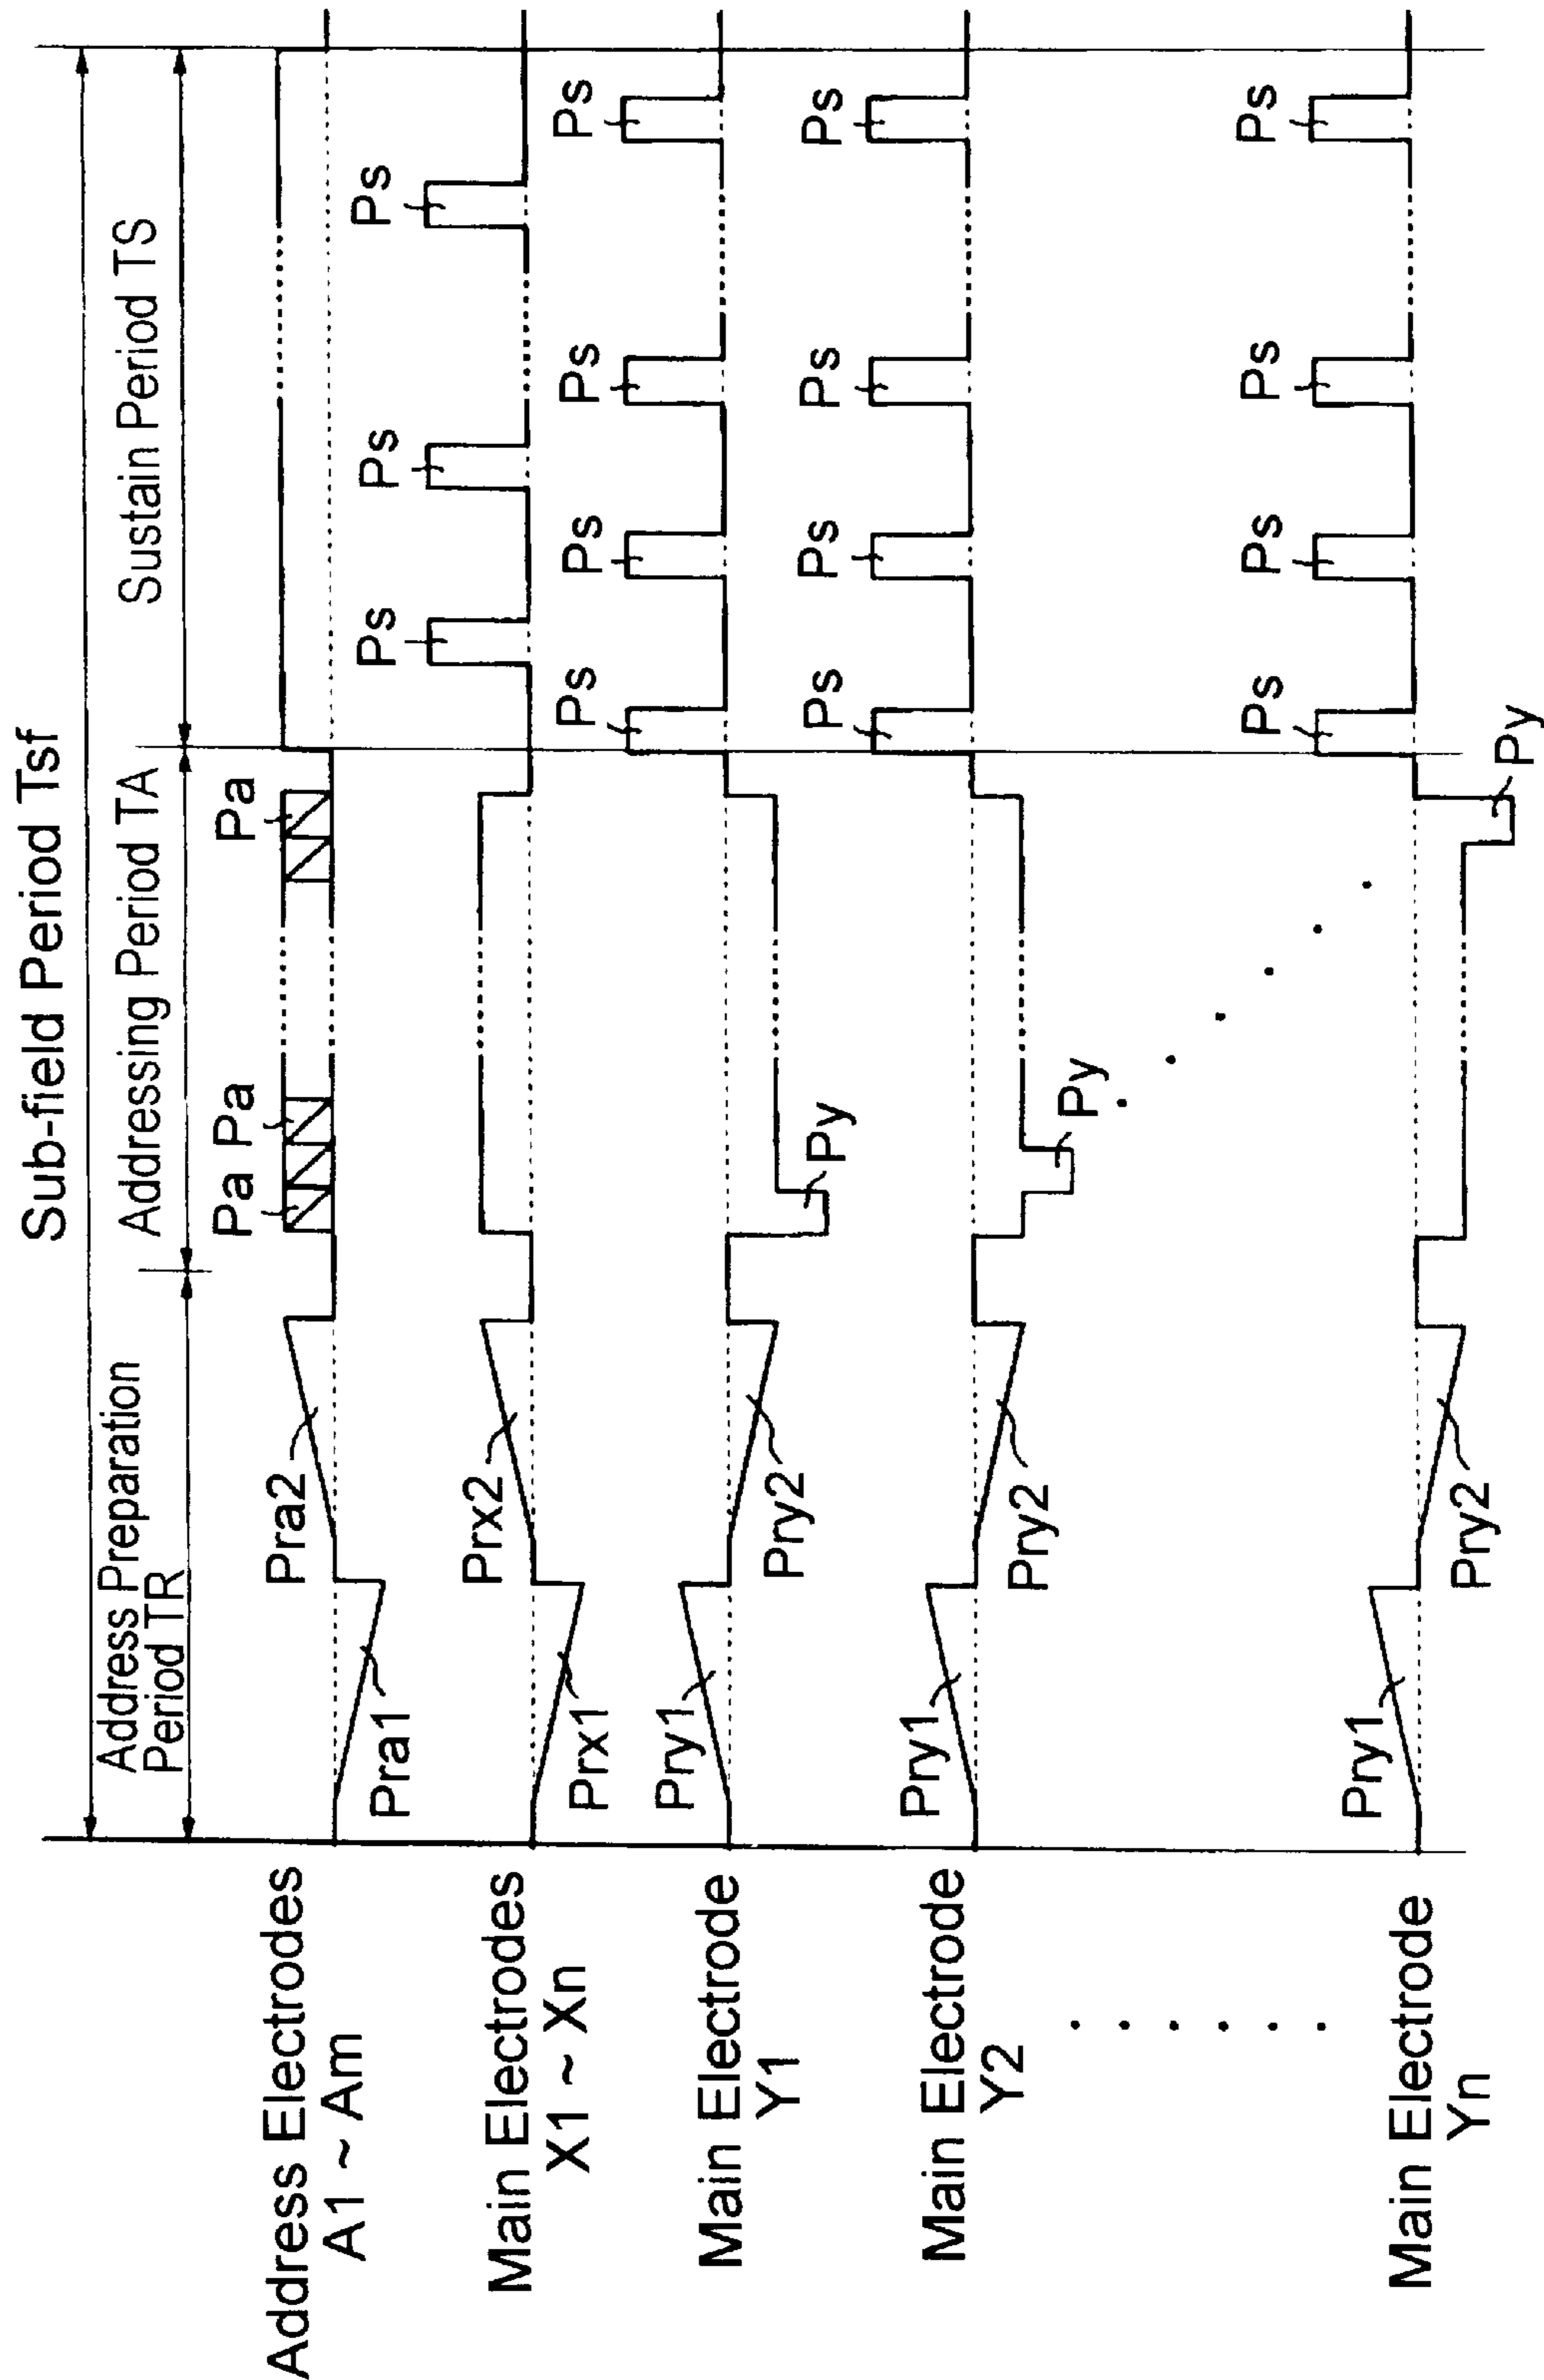 Sub-field Period Tsf
Address Preparation
Period TR
Addressing Period TA
Sustain Period TS
Address Electrodes
A1 ~ Am
Pra1
Pra2
Pa
Pa
Pa
Main Electrodes
X1 ~ Xn
Prx1
Prx2
Ps
Ps
Ps
Main Electrode
Y1
Pry1
Pry2
Py
Ps
Ps
Ps
Ps
Main Electrode
Y2
Pry1
Pry2
Py
Ps
Ps
Ps
Ps
Main Electrode
Yn
Pry1
Pry2
Py
Ps
Ps
Ps
Ps